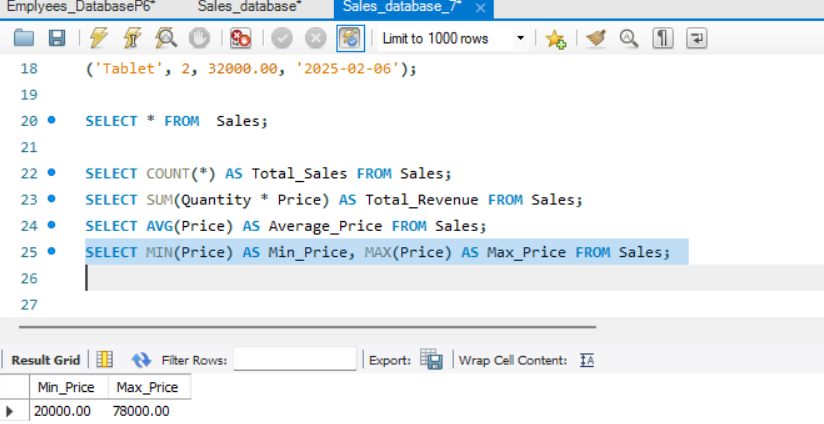 Emplyees_DatabaseP6* Sales_database* Sales_database_7*
Limit to 1000 rows
18 ('Tablet', 2, 32000.00, '2025-02-06');
19
20 SELECT * FROM  Sales;
21
22 SELECT COUNT(*) AS Total_Sales FROM Sales;
23 SELECT SUM(Quantity * Price) AS Total_Revenue FROM Sales;
24 SELECT AVG(Price) AS Average_Price FROM Sales;
25 SELECT MIN(Price) AS Min_Price, MAX(Price) AS Max_Price FROM Sales;
26
27
Result Grid Filter Rows: Export: Wrap Cell Content:
Min_Price Max_Price
20000.00 78000.00